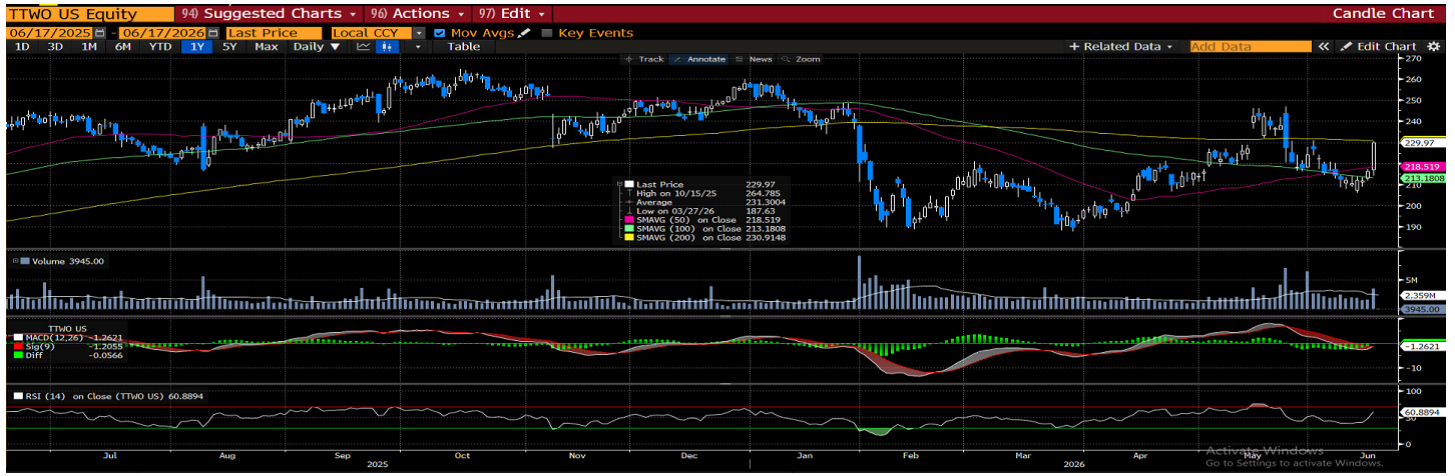 TTWO US Equity 94) Suggested Charts 96) Actions 97) Edit Candle Chart
06/17/2025 - 06/17/2026 Last Price Local CCY Mov Avgs Key Events
1D 3D 1M 6M YTD 1Y 5Y Max Daily ▼ Table + Related Data Add Data « Edit Chart
Track Annotate News Zoom
270
260
250
240
229.97
218.519
213.1808
210
200
190
Last Price 229.97
High on 10/15/25 264.785
Average 231.3004
Low on 03/27/26 187.63
SMAVG (50) on Close 218.519
SMAVG (100) on Close 213.1808
SMAVG (200) on Close 230.9148
Volume 3945.00
5M
2.359M
3945.00
TTWO US
MACD(12,26) -1.2621
Sig(9) -1.2055
Diff -0.0566
-1.2621
-10
RSI (14) on Close (TTWO US) 60.8894
100
60.8894
50
0
Jul Aug Sep Oct Nov Dec Jan Feb Mar Apr May Jun
2025 2026
Activate Windows
Go to Settings to activate Windows.